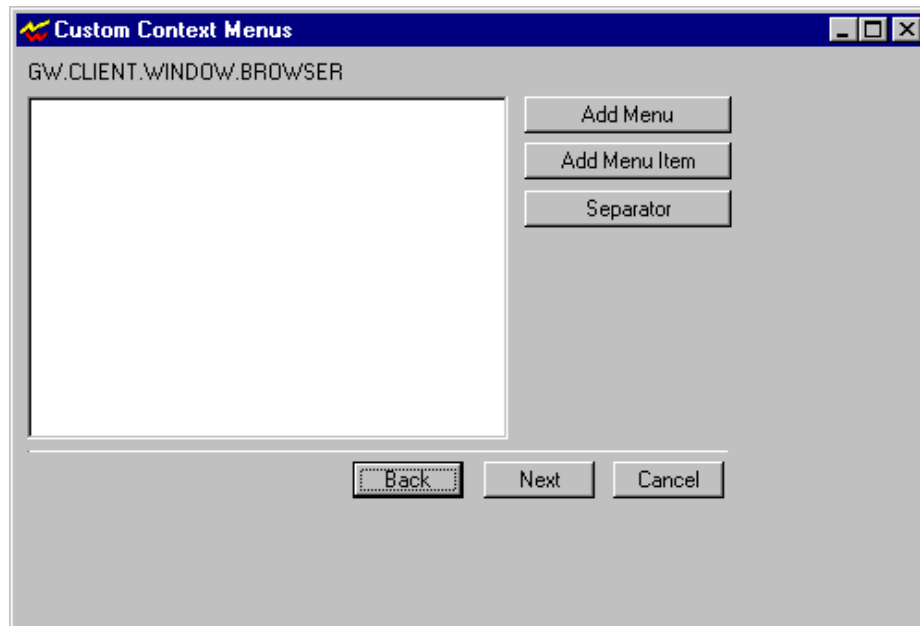 Custom Context Menus
GW.CLIENT.WINDOW.BROWSER
Add Menu
Add Menu Item
Separator
Back Next Cancel